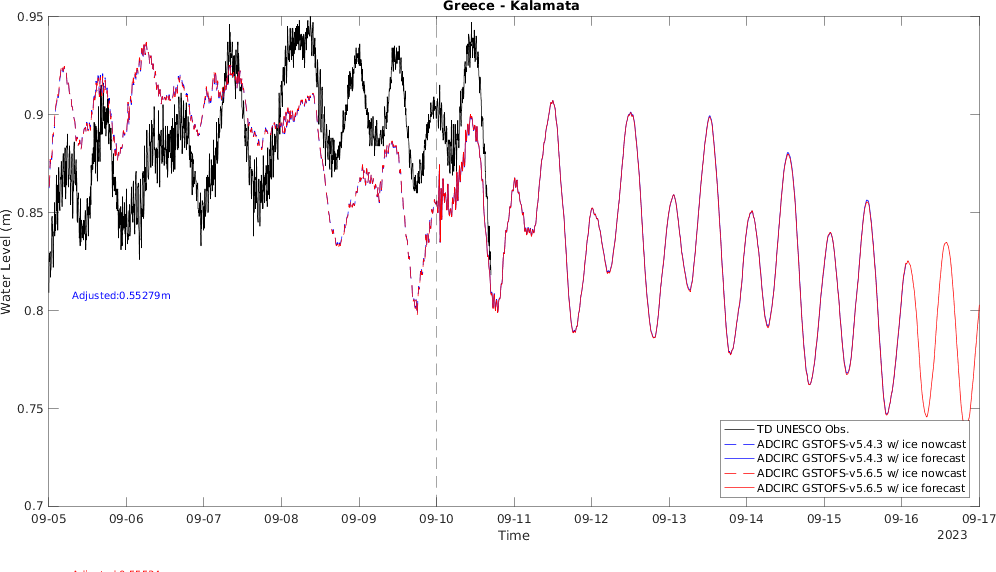 Greece - Kalamata
0.95
0.9
0.85
0.8
0.75
0.7
Water Level (m)
Adjusted:0.55279m
TD UNESCO Obs.
ADCIRC GSTOFS-v5.4.3 w/ ice nowcast
ADCIRC GSTOFS-v5.4.3 w/ ice forecast
ADCIRC GSTOFS-v5.6.5 w/ ice nowcast
ADCIRC GSTOFS-v5.6.5 w/ ice forecast
09-05 09-06 09-07 09-08 09-09 09-10 09-11 09-12 09-13 09-14 09-15 09-16 09-17
Time
2023